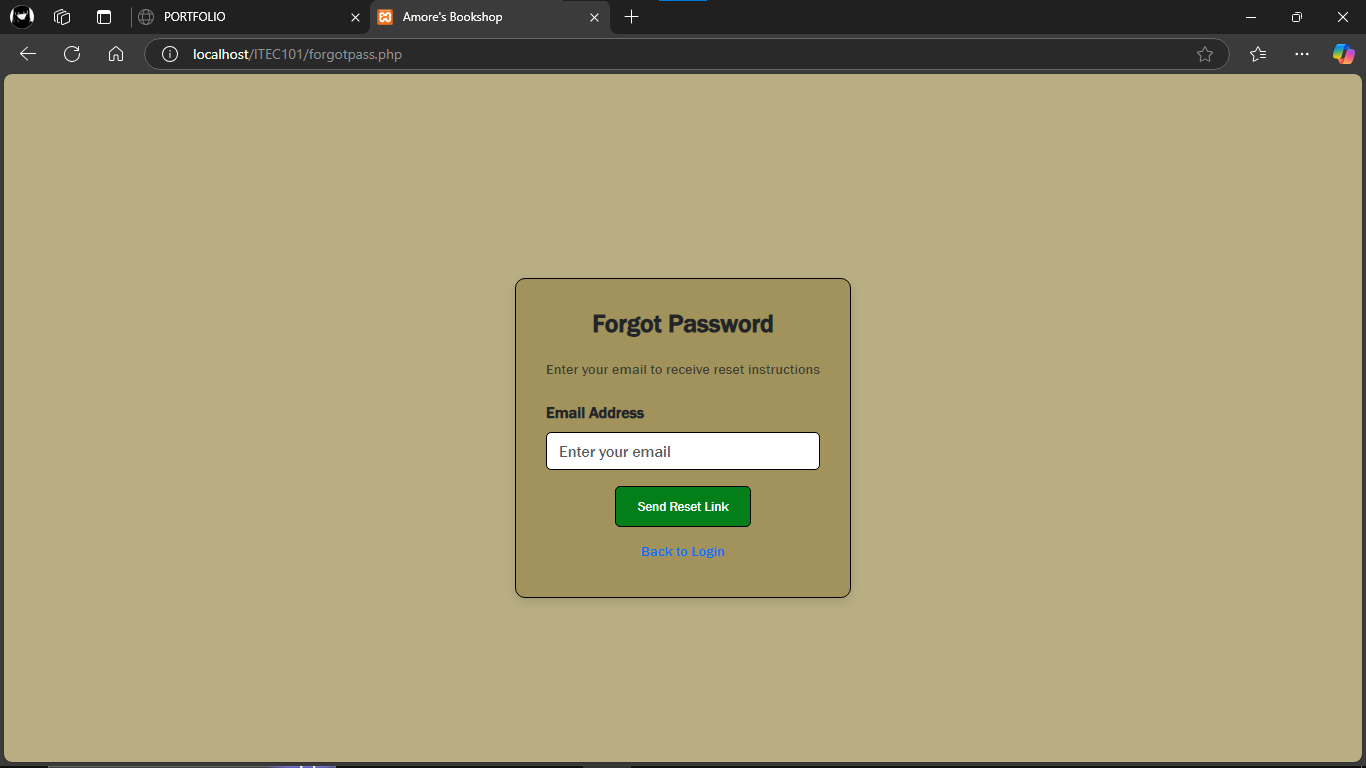 PORTFOLIO
Amore's Bookshop
localhost/ITEC101/forgotpass.php
Forgot Password
Enter your email to receive reset instructions
Email Address
Enter your email
Send Reset Link
Back to Login